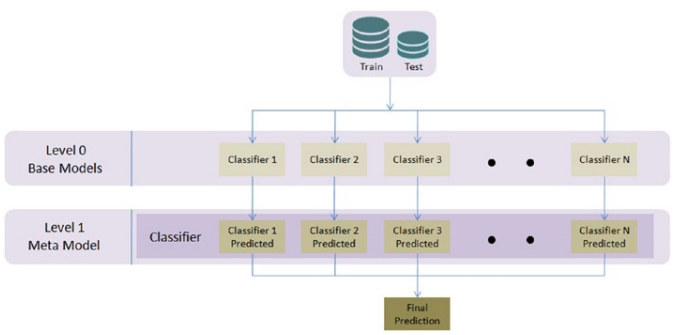 Train Test
Level 0
Base Models
Classifier 1 Classifier 2 Classifier 3 Classifier N
Level 1
Meta Model
Classifier
Classifier 1
Predicted
Classifier 2
Predicted
Classifier 3
Predicted
Classifier N
Predicted
Final
Prediction